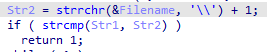 Str2 = strrchr(&Filename, '\\') + 1;
if ( strcmp(Str1, Str2) )
return 1;